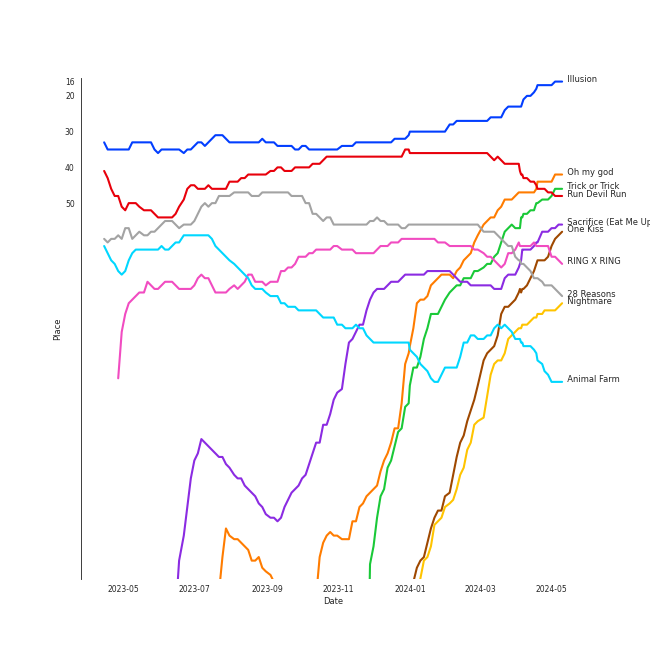 16
20
30
40
50
Place
Illusion
Oh my god
Trick or Trick
Run Devil Run
Sacrifice (Eat Me Up
One Kiss
RING X RING
28 Reasons
Nightmare
Animal Farm
2023-05
2023-07
2023-09
2023-11
2024-01
2024-03
2024-05
Date